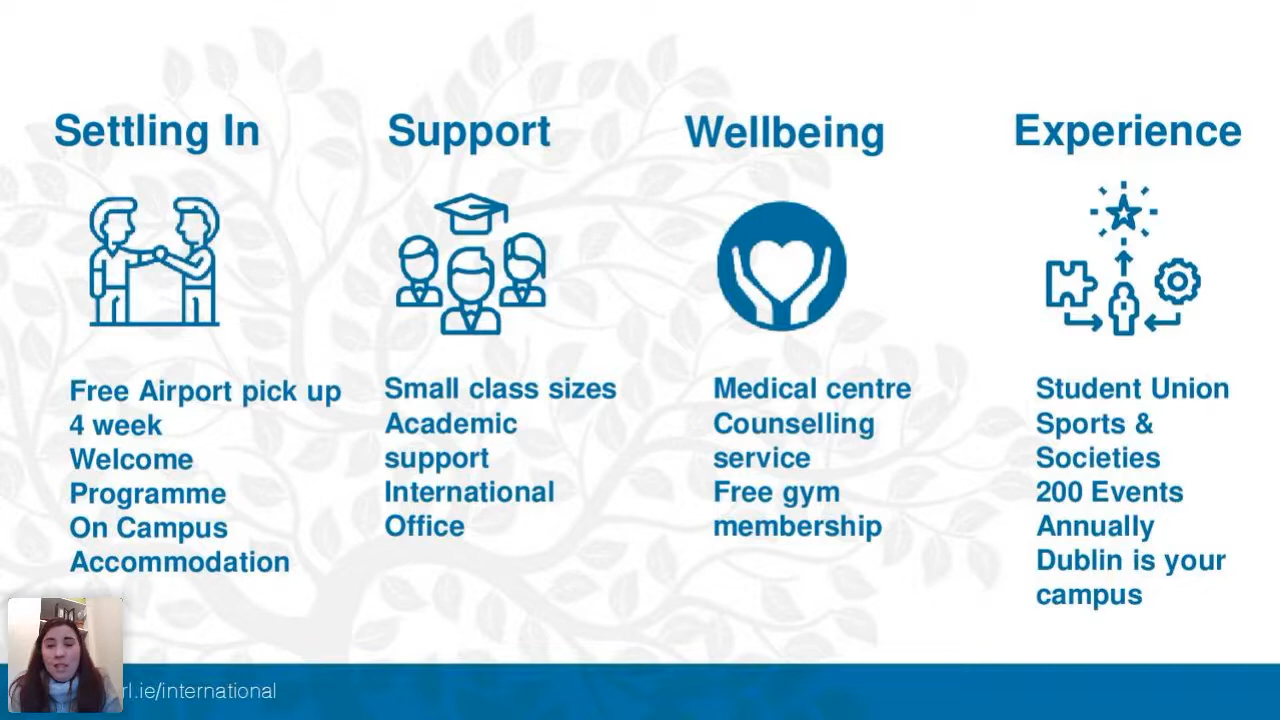 Settling In
Support
Wellbeing
Experience
Free Airport pick up
4 week
Welcome
Programme
On Campus
Accommodation
Small class sizes
Academic
support
International
Office
Medical centre
Counselling
service
Free gym
membership
Student Union
Sports &
Societies
200 Events
Annually
Dublin is your
campus
rl.ie/international